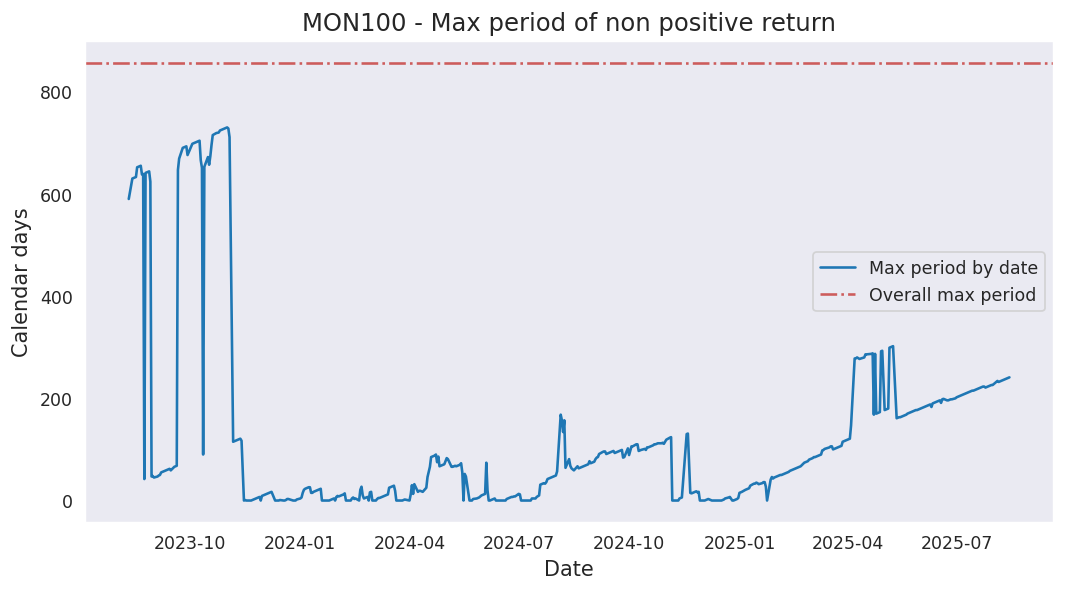 MON100 - Max period of non positive return
Calendar days
800
600
400
200
0
Max period by date
Overall max period
2023-10
2024-01
2024-04
2024-07
2024-10
2025-01
2025-04
2025-07
Date